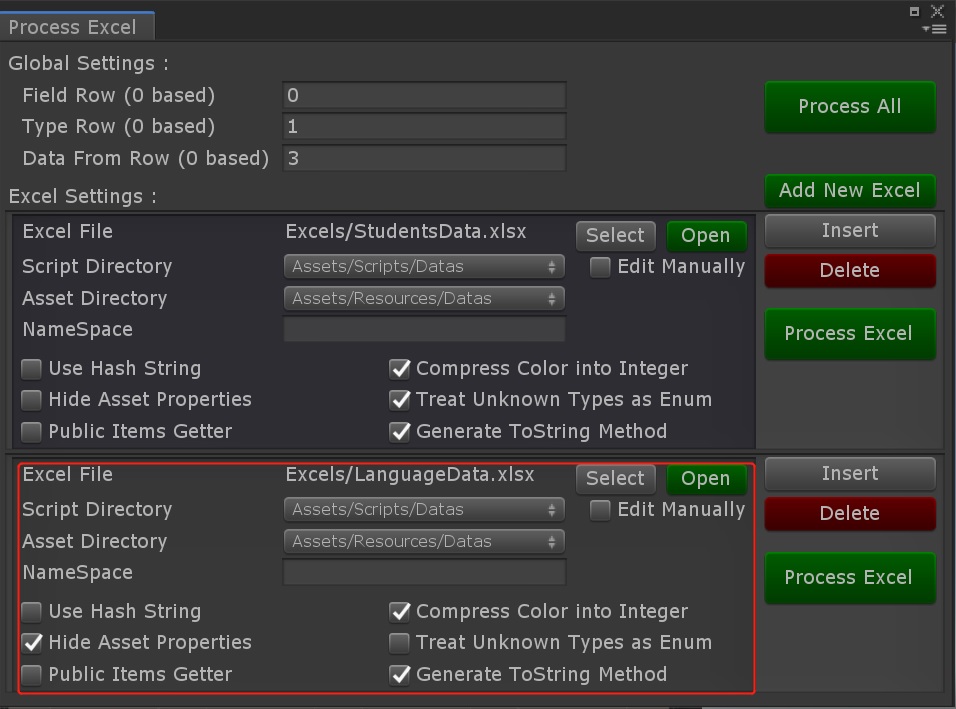 Process Excel
Global Settings :
Field Row (0 based) 0
Process All
Type Row (0 based) 1
Data From Row (0 based) 3
Excel Settings :
Add New Excel
Excel File Excels/StudentsData.xlsx Select Open Insert
Script Directory Assets/Scripts/Datas Edit Manually Delete
Asset Directory Assets/Resources/Datas
NameSpace Process Excel
Use Hash String Compress Color into Integer
Hide Asset Properties Treat Unknown Types as Enum
Public Items Getter Generate ToString Method
Excel File Excels/LanguageData.xlsx Select Open Insert
Script Directory Assets/Scripts/Datas Edit Manually Delete
Asset Directory Assets/Resources/Datas
NameSpace Process Excel
Use Hash String Compress Color into Integer
Hide Asset Properties Treat Unknown Types as Enum
Public Items Getter Generate ToString Method